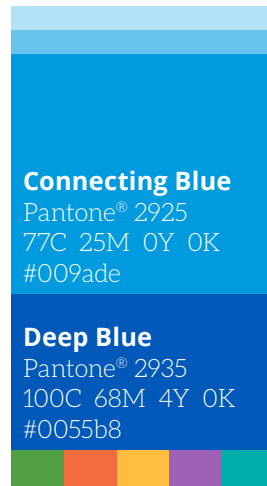 Connecting Blue
Pantone® 2925
77C 25M 0Y 0K
#009ade
Deep Blue
Pantone® 2935
100C 68M 4Y 0K
#0055b8